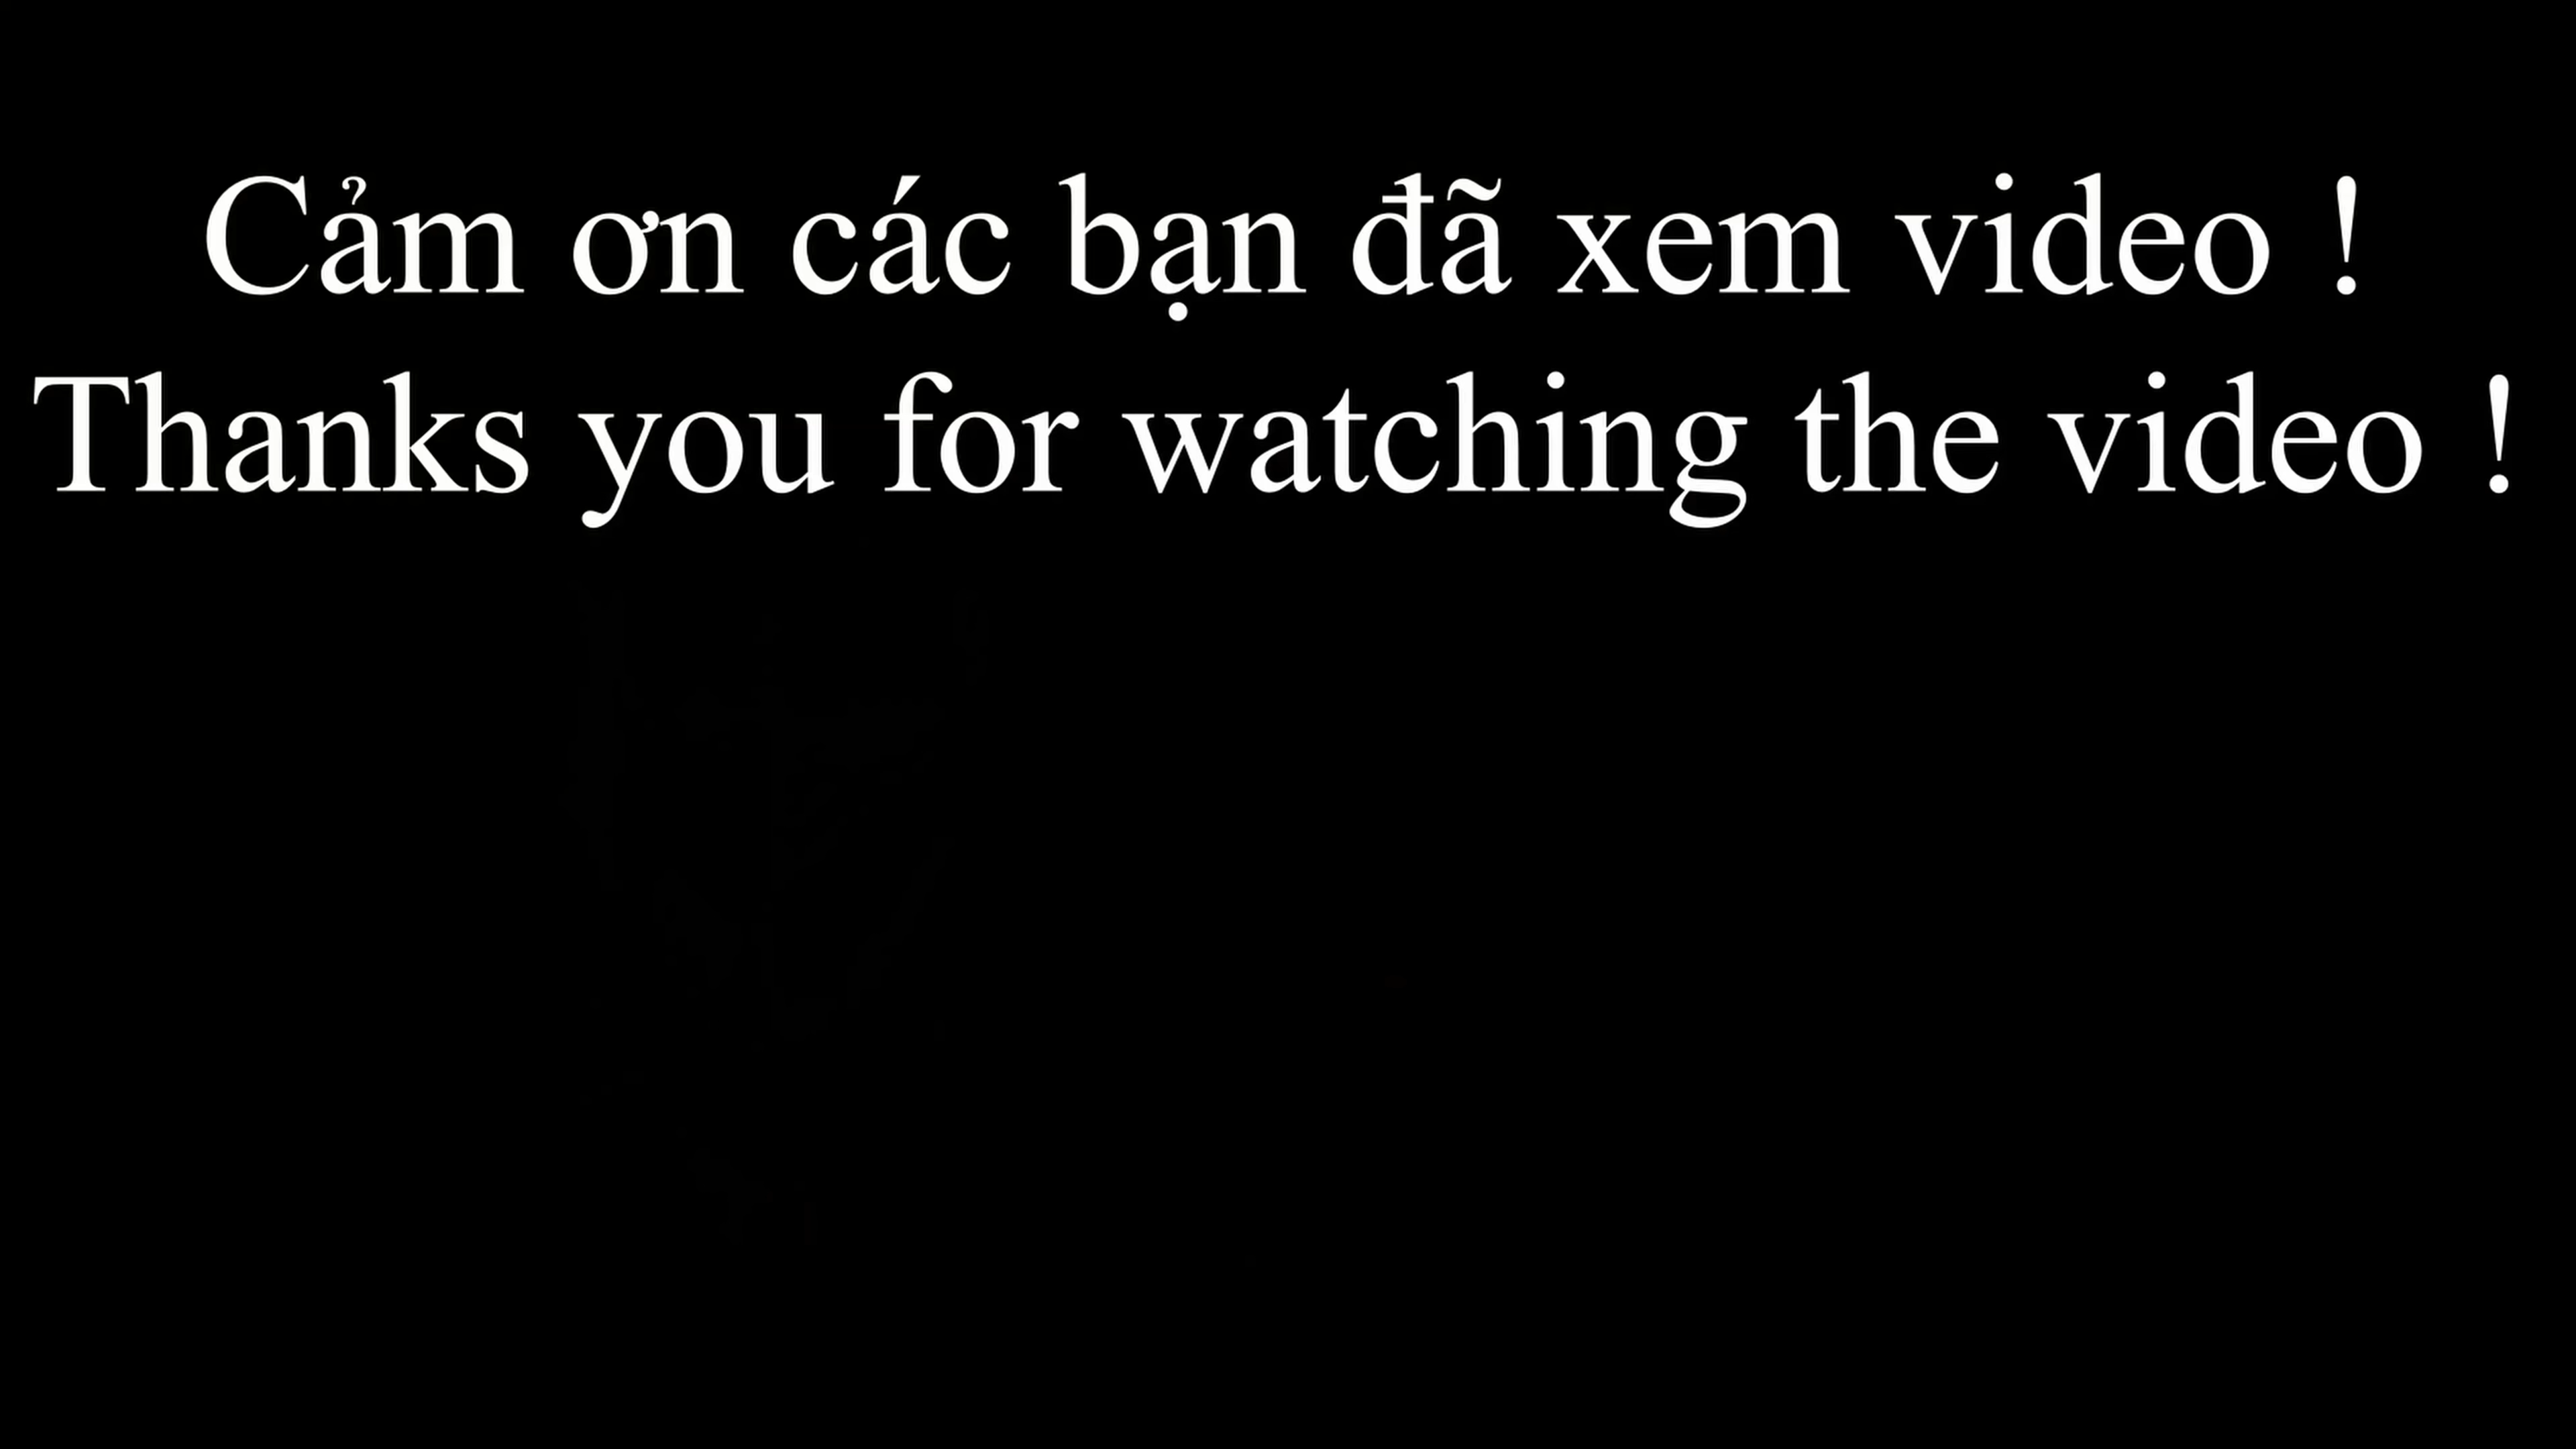 Cảm ơn các bạn đã xem video !
Thanks you for watching the video !